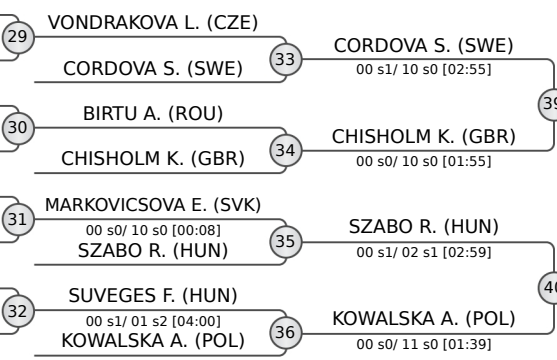 VONDRAKOVA L. (CZE)
29
CORDOVA S. (SWE)
33
CORDOVA S. (SWE)
00 s1/ 10 s0 [02:55]
39
BIRTU A. (ROU)
30
CHISHOLM K. (GBR)
34
CHISHOLM K. (GBR)
00 s0/ 10 s0 [01:55]
MARKOVICSOVA E. (SVK)
31
00 s0/ 10 s0 [00:08]
SZABO R. (HUN)
35
SZABO R. (HUN)
00 s1/ 02 s1 [02:59]
40
SUVEGES F. (HUN)
32
00 s1/ 01 s2 [04:00]
KOWALSKA A. (POL)
36
KOWALSKA A. (POL)
00 s0/ 11 s0 [01:39]